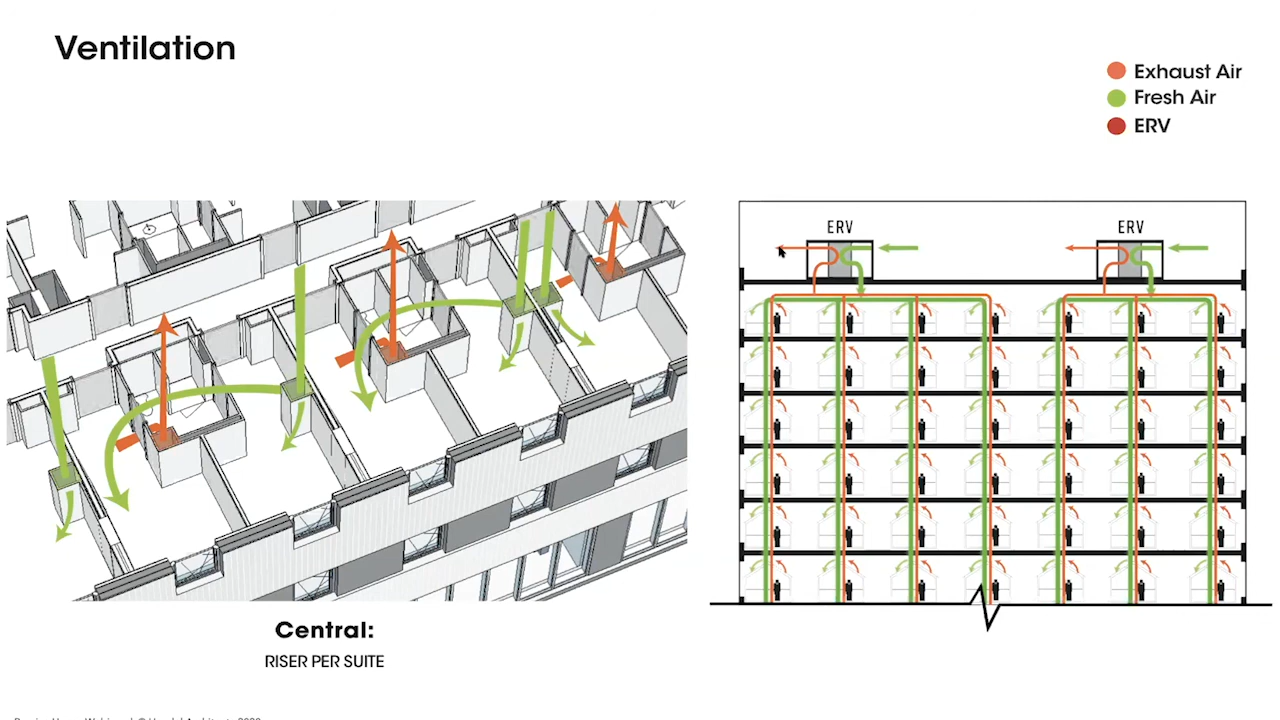 Ventilation
Exhaust Air
Fresh Air
ERV
ERV
ERV
Central:
RISER PER SUITE